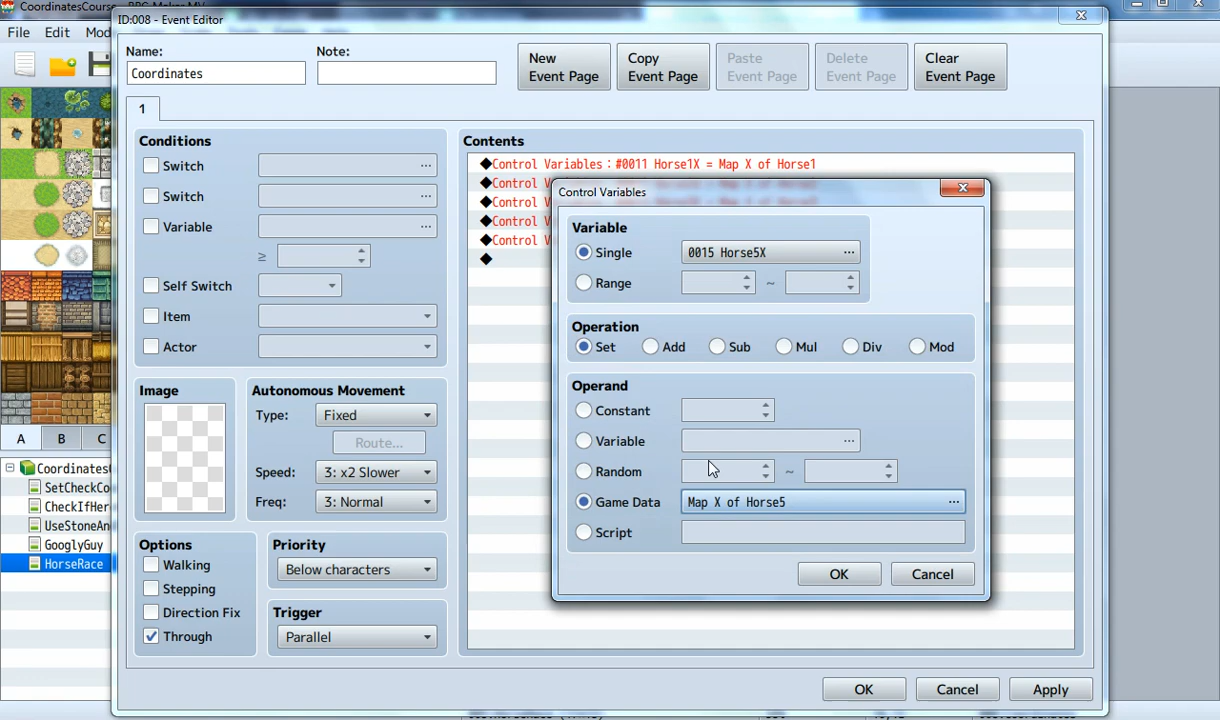 CoordinatesCourse - RPG Maker MV
ID:008 - Event Editor
File Edit Mod
Name:
Note:
Coordinates
New
Event Page
Copy
Event Page
Paste
Event Page
Delete
Event Page
Clear
Event Page
1
Conditions
Switch
Switch
Variable
≥
Self Switch
Item
Actor
Image
Autonomous Movement
Type: Fixed
Route...
Speed: 3: x2 Slower
Freq: 3: Normal
Options
Walking
Stepping
Direction Fix
Through
Priority
Below characters
Trigger
Parallel
Contents
◆Control Variables：#0011 Horse1X = Map X of Horse1
◆Control V
◆Control V
◆Control V
◆Control V
◆
Control Variables
Variable
Single 0015 Horse5X ...
Range ~
Operation
Set Add Sub Mul Div Mod
Operand
Constant
Variable ...
Random ~
Game Data Map X of Horse5 ...
Script
OK Cancel
A B C
Coordinates
SetCheckCo
CheckIfHer
UseStoneAn
GooglyGuy
HorseRace
OK Cancel Apply